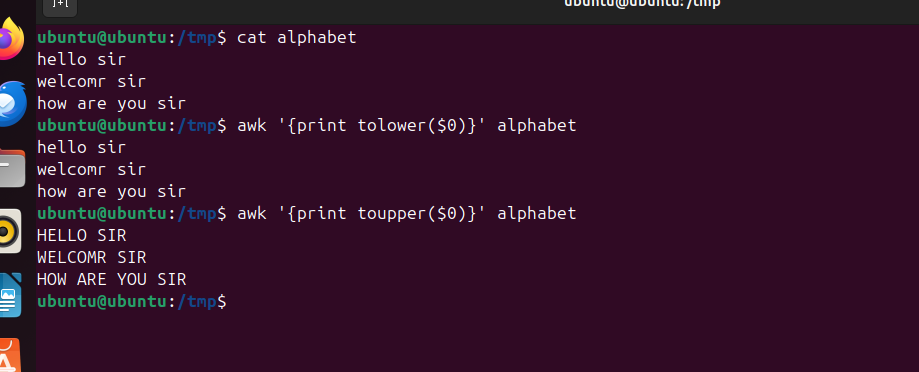 ubuntu@ubuntu: /tmp
ubuntu@ubuntu:/tmp$ cat alphabet
hello sir
welcomr sir
how are you sir
ubuntu@ubuntu:/tmp$ awk '{print tolower($0)}' alphabet
hello sir
welcomr sir
how are you sir
ubuntu@ubuntu:/tmp$ awk '{print toupper($0)}' alphabet
HELLO SIR
WELCOMR SIR
HOW ARE YOU SIR
ubuntu@ubuntu:/tmp$